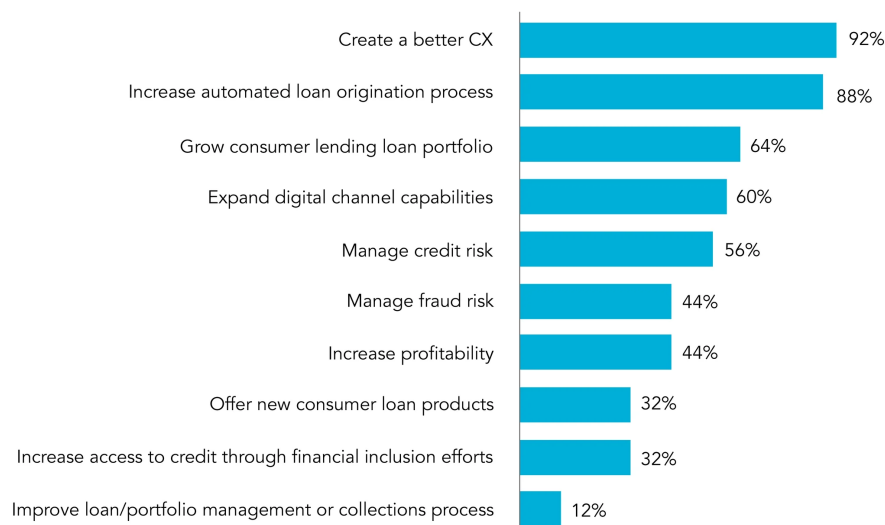 Create a better CX 92%
Increase automated loan origination process 88%
Grow consumer lending loan portfolio 64%
Expand digital channel capabilities 60%
Manage credit risk 56%
Manage fraud risk 44%
Increase profitability 44%
Offer new consumer loan products 32%
Increase access to credit through financial inclusion efforts 32%
Improve loan/portfolio management or collections process 12%